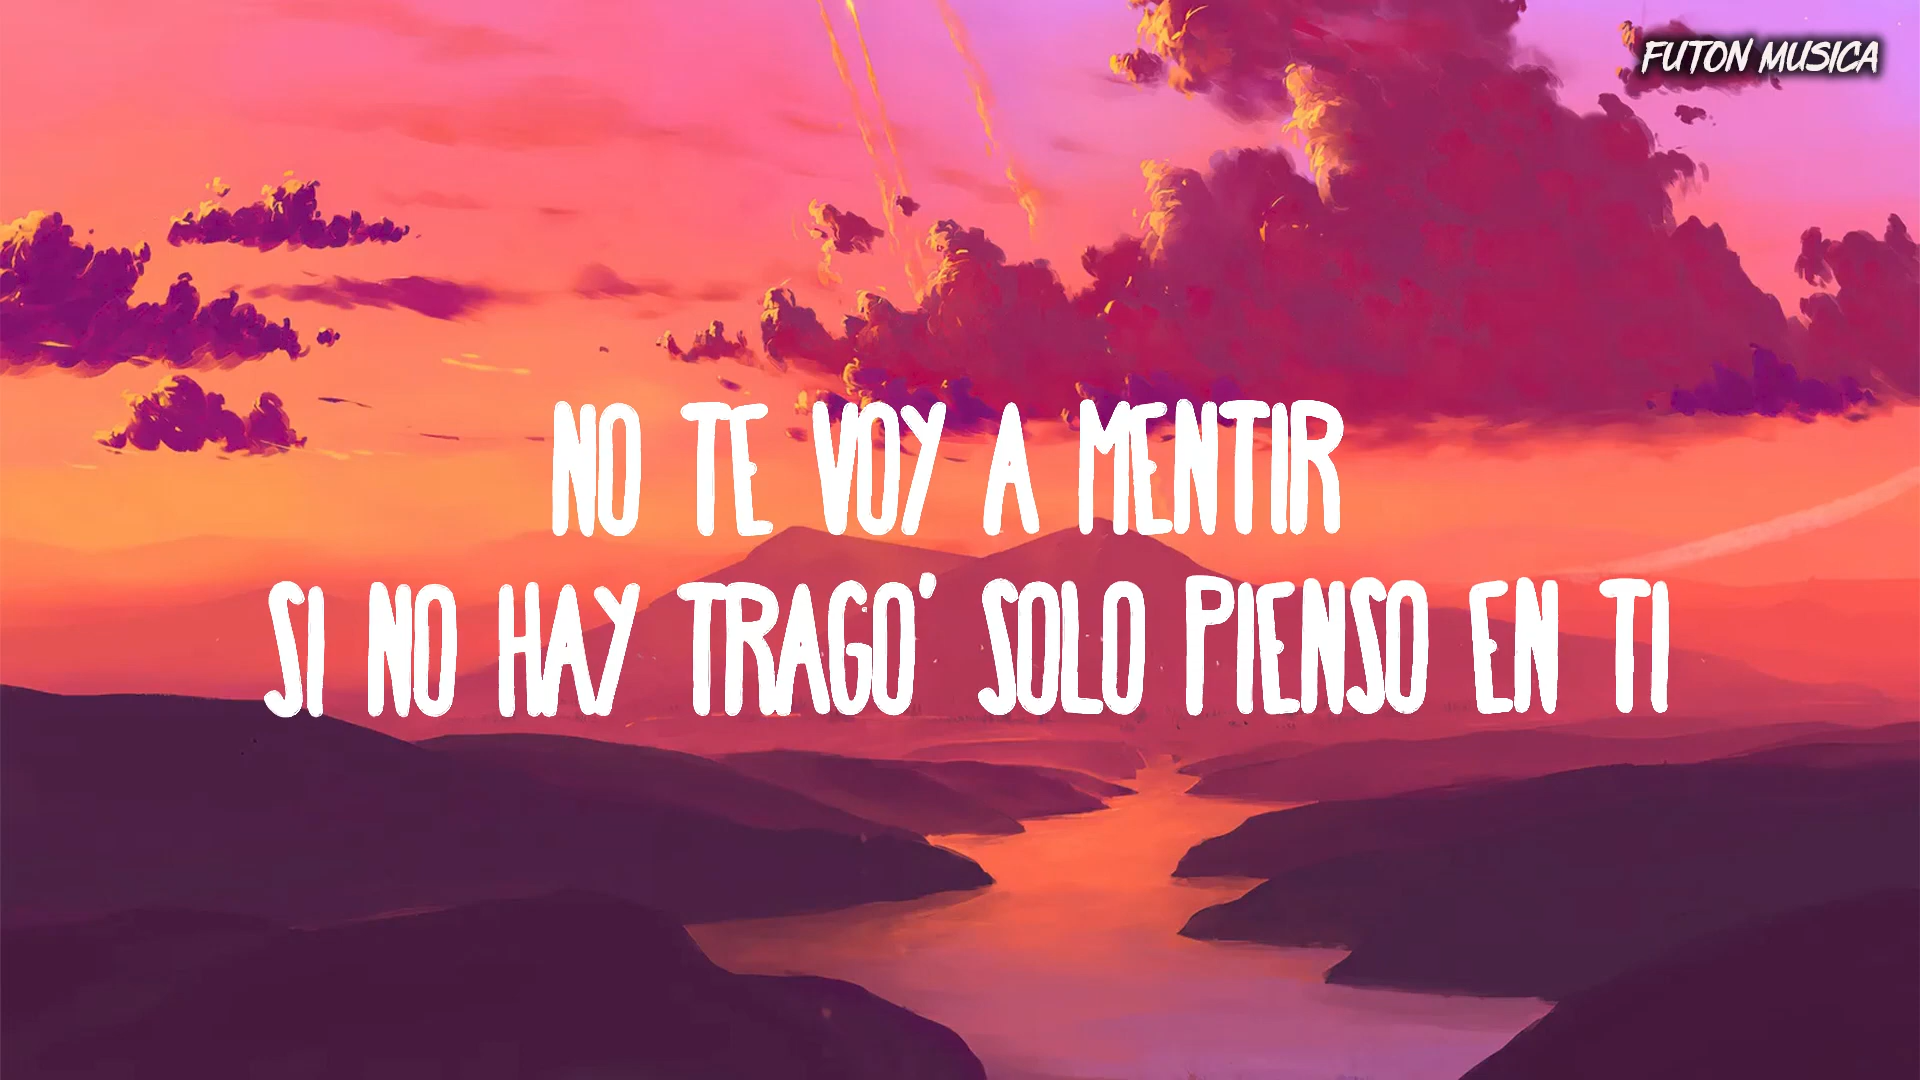 FUTON MUSICA
NO TE VOY A MENTIR
SI NO HAY TRAGO' SOLO PIENSO EN TI